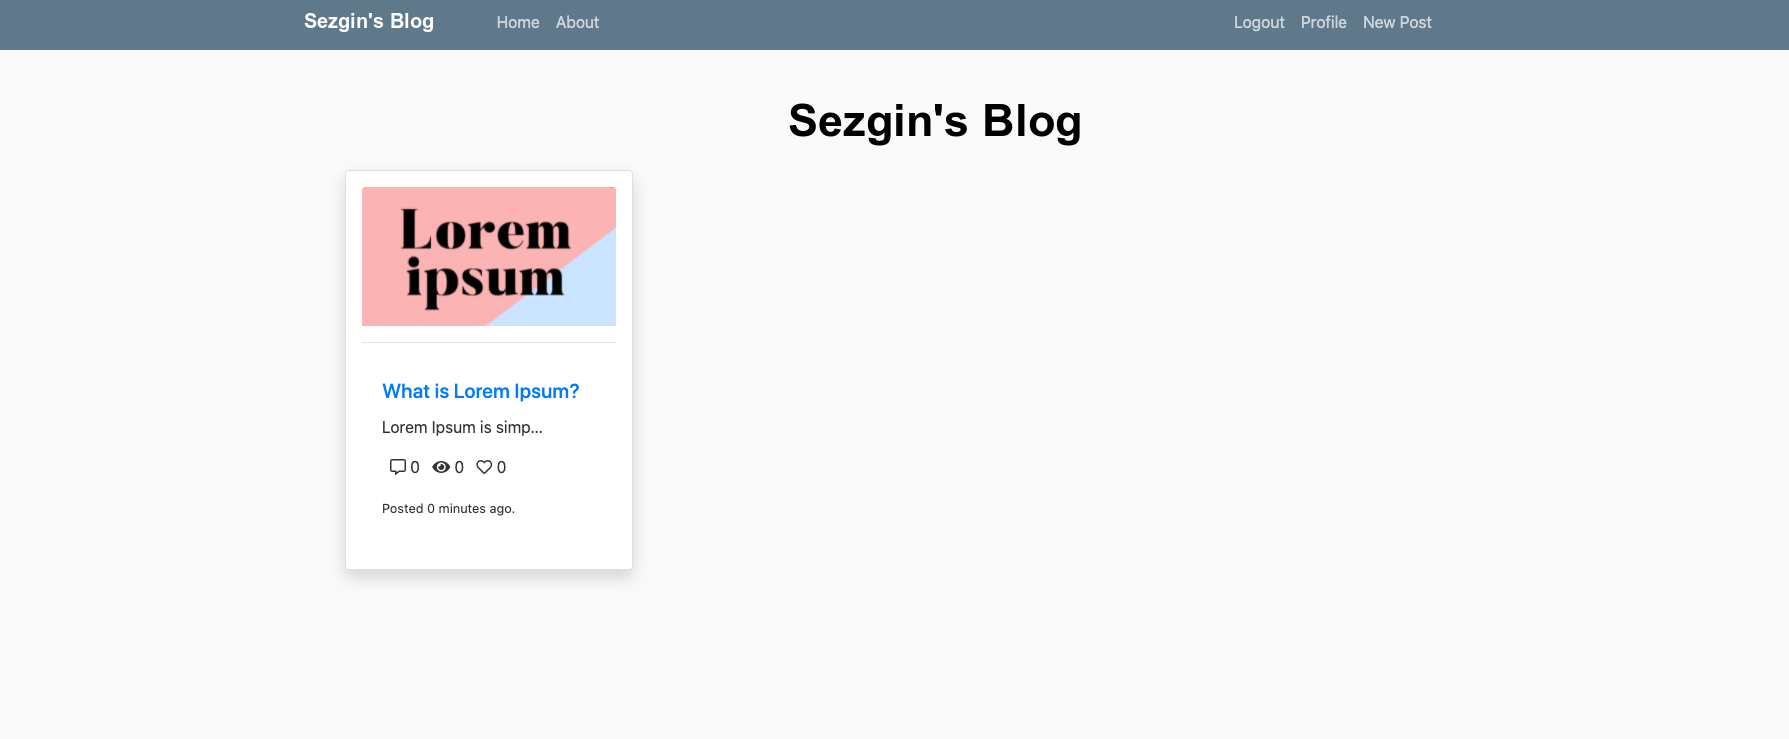 Sezgin's Blog Home About Logout Profile New Post
Sezgin's Blog
Lorem
ipsum
What is Lorem Ipsum?
Lorem Ipsum is simp...
0 0 0
Posted 0 minutes ago.